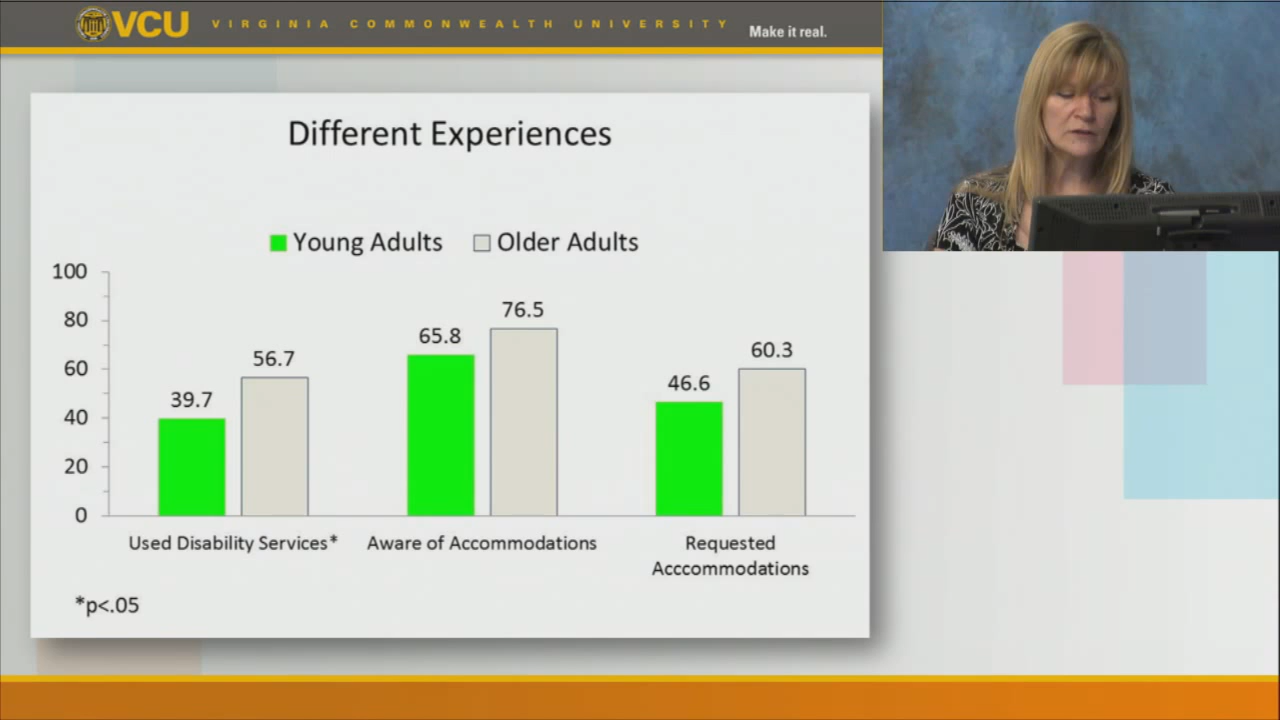 VCU VIRGINIA COMMONWEALTH UNIVERSITY Make it real.
Different Experiences
Young Adults Older Adults
100
80
60
40
20
0
39.7
56.7
65.8
76.5
46.6
60.3
Used Disability Services*
Aware of Accommodations
Requested
Acccommodations
*p<.05